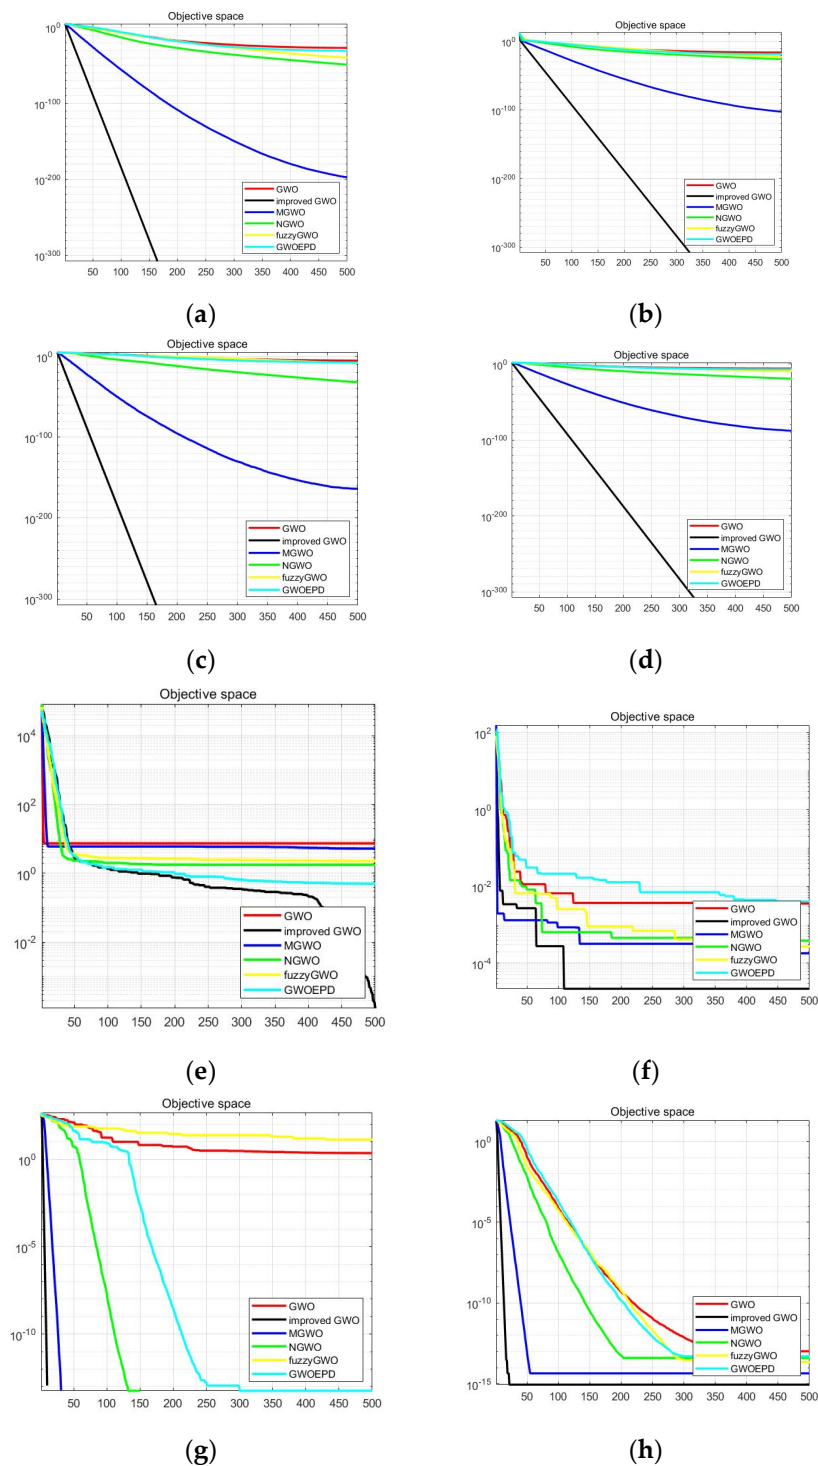 Objective space
10^0
10^-100
10^-200
10^-300
50 100 150 200 250 300 350 400 450 500
GWO
improved GWO
MGWO
NGWO
fuzzyGWO
GWOEPD
(a)
Objective space
10^0
10^-100
10^-200
10^-300
50 100 150 200 250 300 350 400 450 500
GWO
improved GWO
MGWO
NGWO
fuzzyGWO
GWOEPD
(b)
Objective space
10^0
10^-100
10^-200
10^-300
50 100 150 200 250 300 350 400 450 500
GWO
improved GWO
MGWO
NGWO
fuzzyGWO
GWOEPD
(c)
Objective space
10^0
10^-100
10^-200
10^-300
50 100 150 200 250 300 350 400 450 500
GWO
improved GWO
MGWO
NGWO
fuzzyGWO
GWOEPD
(d)
Objective space
10^4
10^2
10^0
10^-2
50 100 150 200 250 300 350 400 450 500
GWO
improved GWO
MGWO
NGWO
fuzzyGWO
GWOEPD
(e)
Objective space
10^2
10^0
10^-2
10^-4
50 100 150 200 250 300 350 400 450 500
GWO
improved GWO
MGWO
NGWO
fuzzyGWO
GWOEPD
(f)
Objective space
10^0
10^-5
10^-10
50 100 150 200 250 300 350 400 450 500
GWO
improved GWO
MGWO
NGWO
fuzzyGWO
GWOEPD
(g)
Objective space
10^0
10^-5
10^-10
10^-15
50 100 150 200 250 300 350 400 450 500
GWO
improved GWO
MGWO
NGWO
fuzzyGWO
GWOEPD
(h)